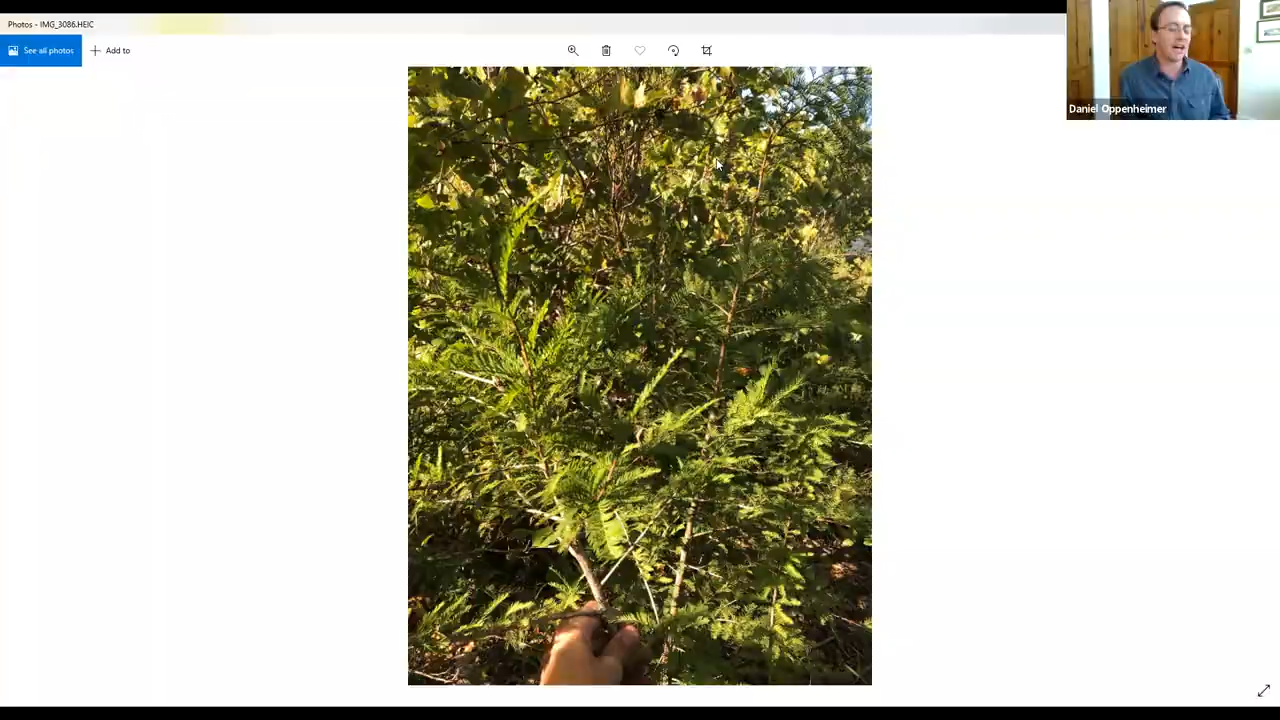 Photos - IMG_3086.HEIC
See all photos
Add to
Daniel Oppenheimer